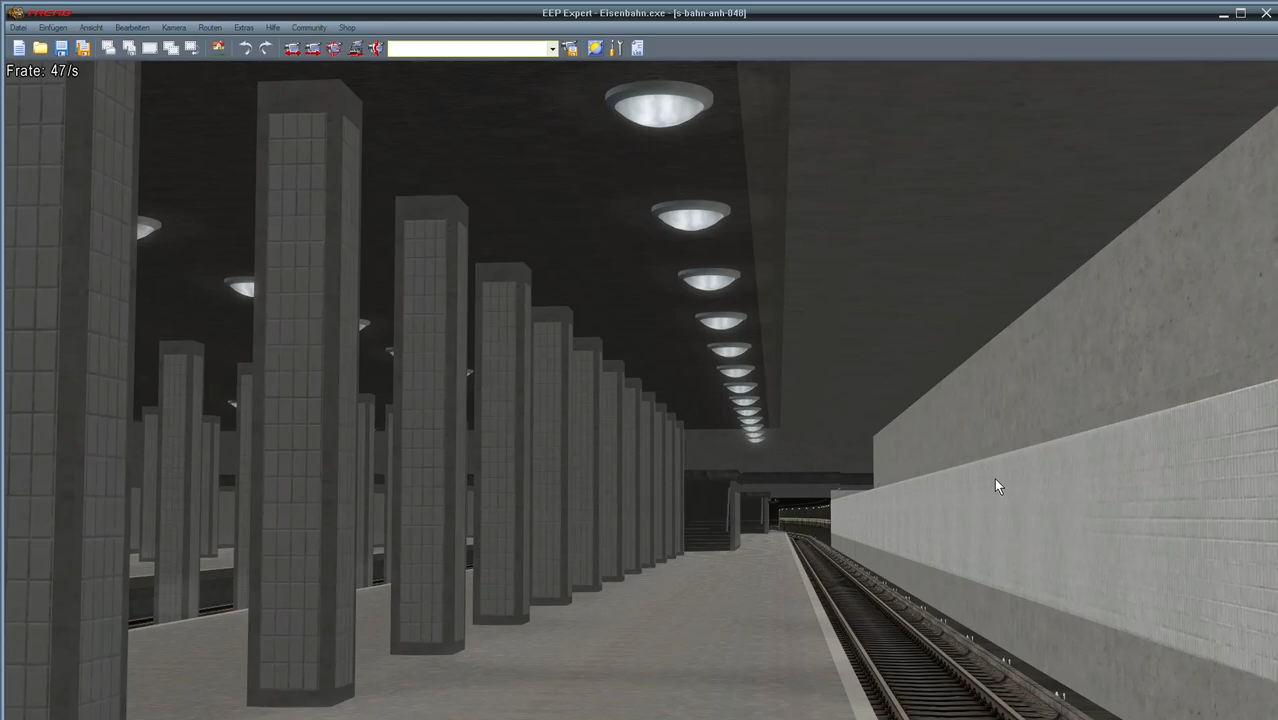 EEP Expert - Eisenbahn.exe - [s-bahn-anh-048]
Datei Einfügen Ansicht Bearbeiten Kamera Routen Extras Hilfe Community Shop
Frate: 47/s